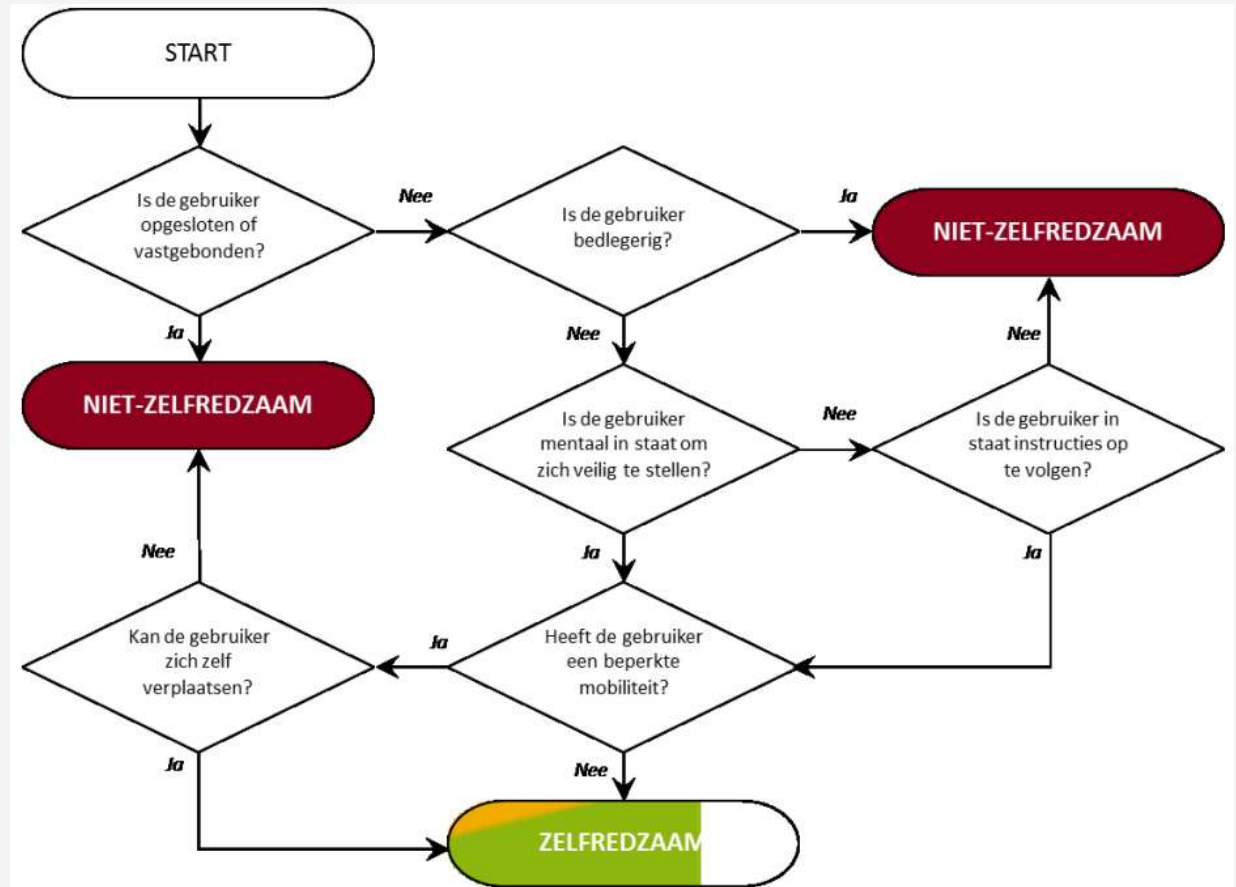 START
Is de gebruiker
opgesloten of
vastgebonden?
Nee
Is de gebruiker
bedlegerig?
Ja
NIET-ZELFREDZAAM
Ja
Nee
Nee
NIET-ZELFREDZAAM
Is de gebruiker
mentaal in staat om
zich veilig te stellen?
Nee
Is de gebruiker in
staat instructies op
te volgen?
Nee
Ja
Ja
Kan de gebruiker
zich zelf
verplaatsen?
Ja
Heeft de gebruiker
een beperkte
mobiliteit?
Ja
Nee
ZELFREDZAAM